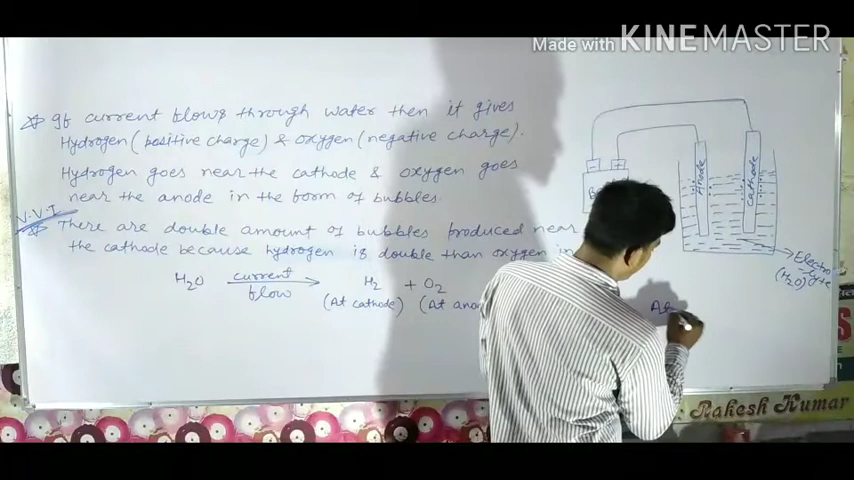 Made with KINEMASTER
If current flows through water then it gives
Hydrogen (positive charge) & oxygen (negative charge).
Hydrogen goes near the cathode & oxygen goes
near the anode in the form of bubbles.
V.V.I
There are double amount of bubbles produced near
the cathode because hydrogen is double than oxygen in
H2O current flow H2 + O2
(At cathode) (At ano
- +
B
Anode
cathode
Electro
-lyte
(H2O)
At
Rakesh Kumar